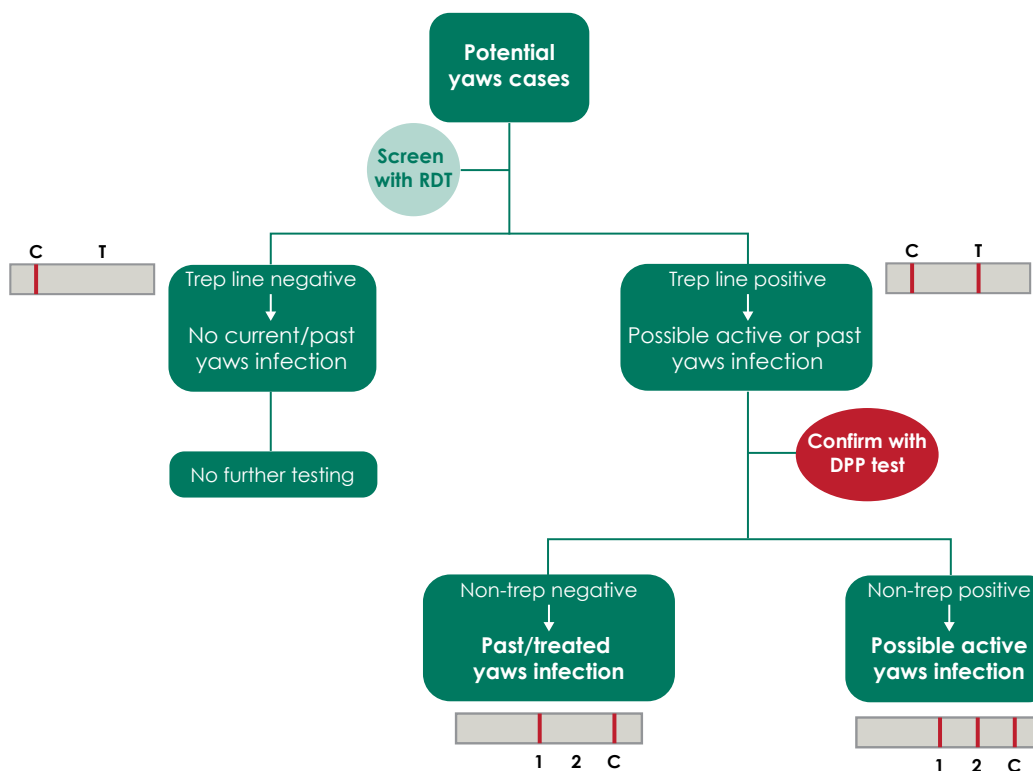 Potential
yaws cases
Screen
with RDT
C T
Trep line negative
No current/past
yaws infection
No further testing
Trep line positive
Possible active or past
yaws infection
C T
Confirm with
DPP test
Non-trep negative
Past/treated
yaws infection
1 2 C
Non-trep positive
Possible active
yaws infection
1 2 C